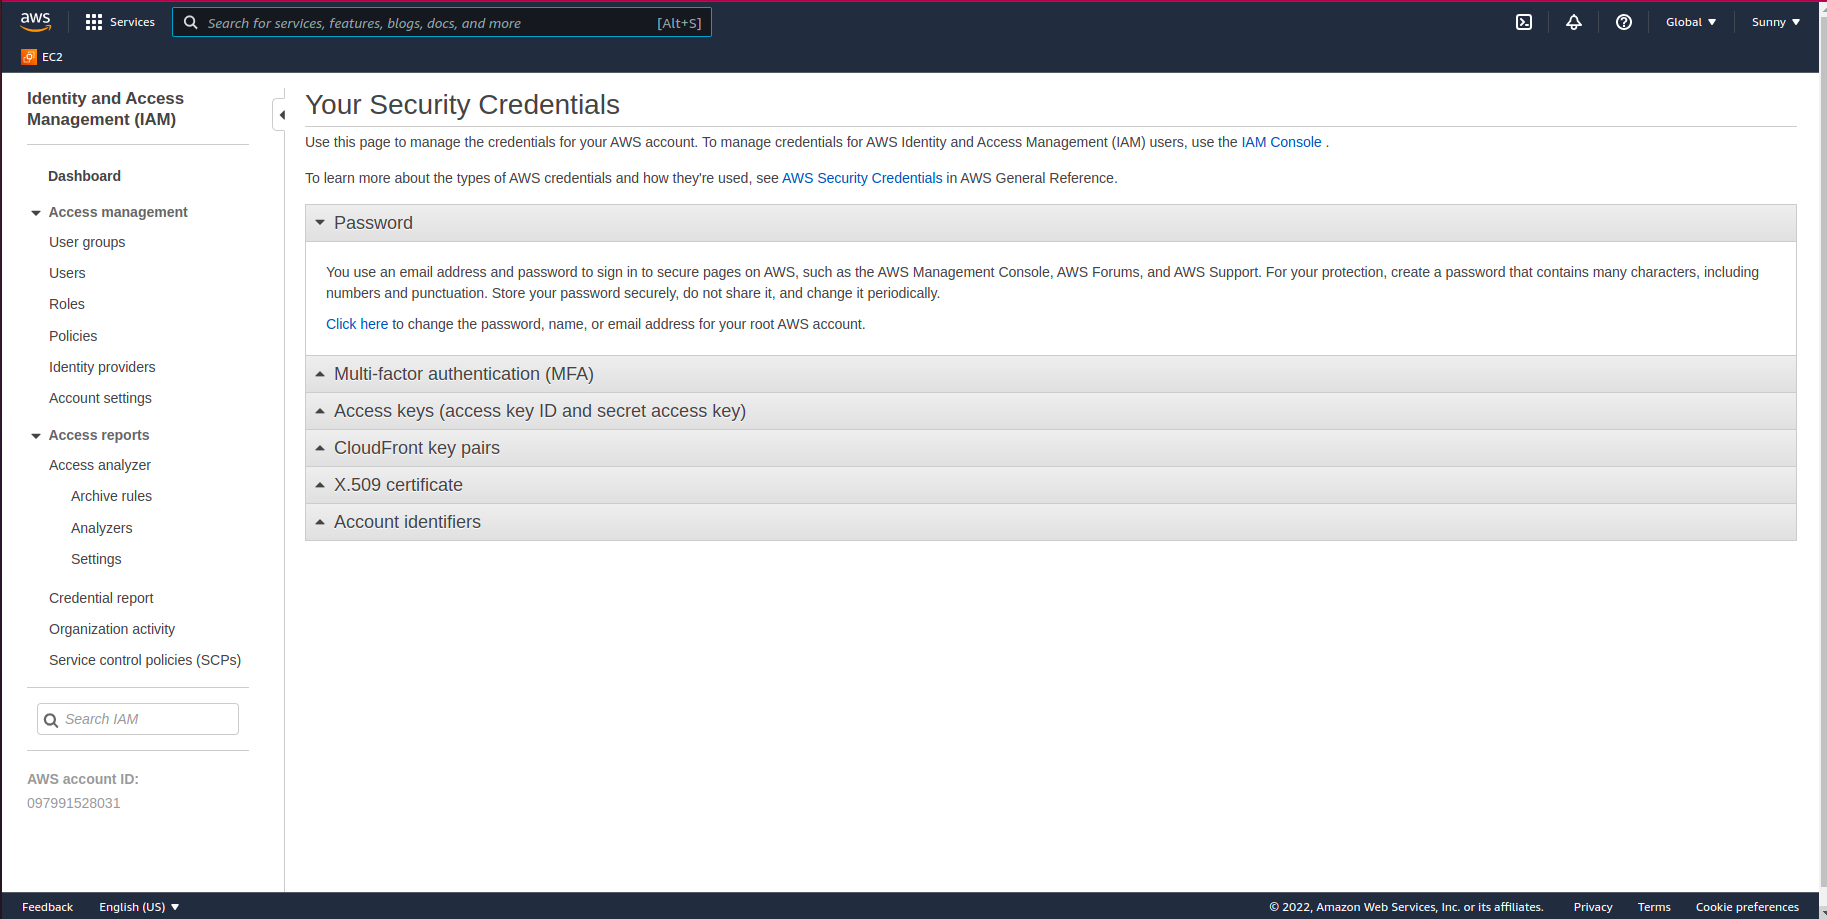 aws
Services
Search for services, features, blogs, docs, and more [Alt+S]
Global
Sunny
EC2
Identity and Access
Management (IAM)
Dashboard
Access management
User groups
Users
Roles
Policies
Identity providers
Account settings
Access reports
Access analyzer
Archive rules
Analyzers
Settings
Credential report
Organization activity
Service control policies (SCPs)
Search IAM
AWS account ID:
097991528031
Your Security Credentials
Use this page to manage the credentials for your AWS account. To manage credentials for AWS Identity and Access Management (IAM) users, use the IAM Console .
To learn more about the types of AWS credentials and how they're used, see AWS Security Credentials in AWS General Reference.
Password
You use an email address and password to sign in to secure pages on AWS, such as the AWS Management Console, AWS Forums, and AWS Support. For your protection, create a password that contains many characters, including
numbers and punctuation. Store your password securely, do not share it, and change it periodically.
Click here to change the password, name, or email address for your root AWS account.
Multi-factor authentication (MFA)
Access keys (access key ID and secret access key)
CloudFront key pairs
X.509 certificate
Account identifiers
Feedback
English (US)
© 2022, Amazon Web Services, Inc. or its affiliates.
Privacy
Terms
Cookie preferences